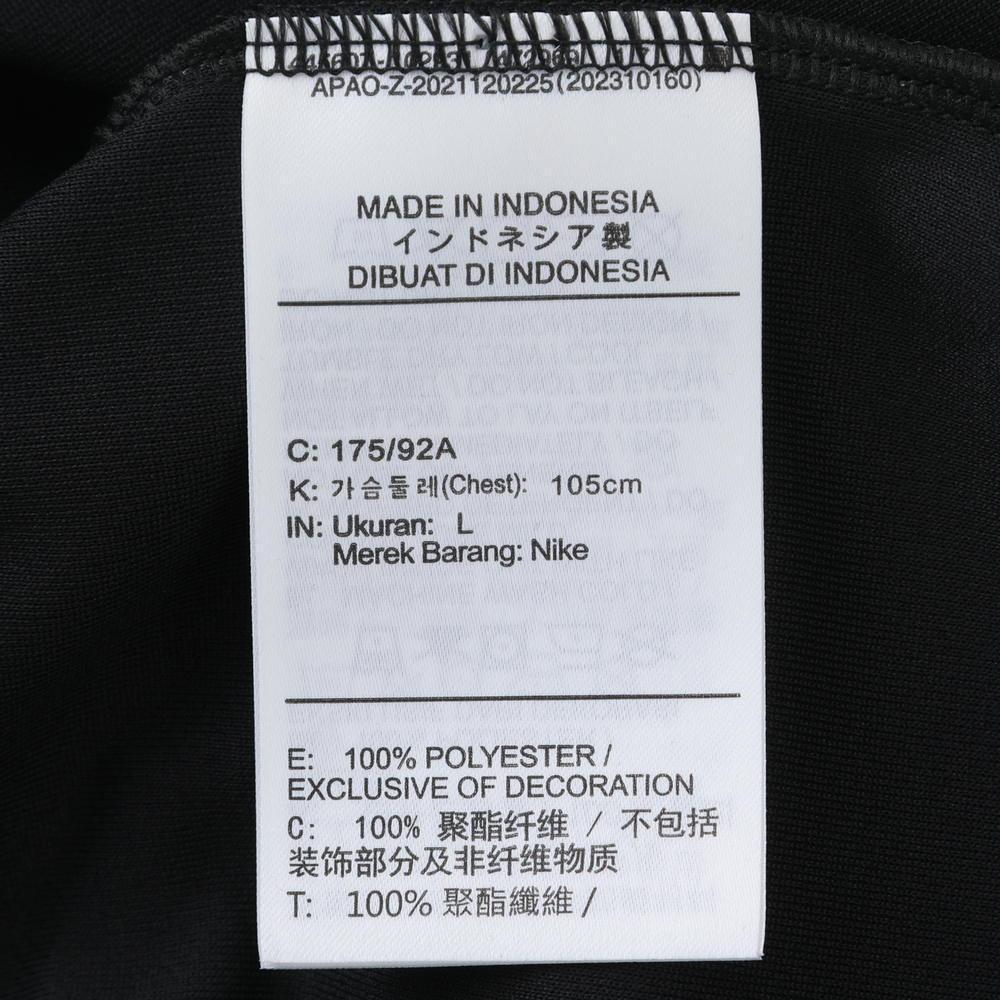 APAO-Z-2021120225(202310160)
MADE IN INDONESIA
インドネシア製
DIBUAT DI INDONESIA
C: 175/92A
K: 가슴둘레(Chest): 105cm
IN: Ukuran: L
Merek Barang: Nike
E: 100% POLYESTER /
EXCLUSIVE OF DECORATION
C: 100% 聚酯纤维 / 不包括
装饰部分及非纤维物质
T: 100% 聚酯纖維 /